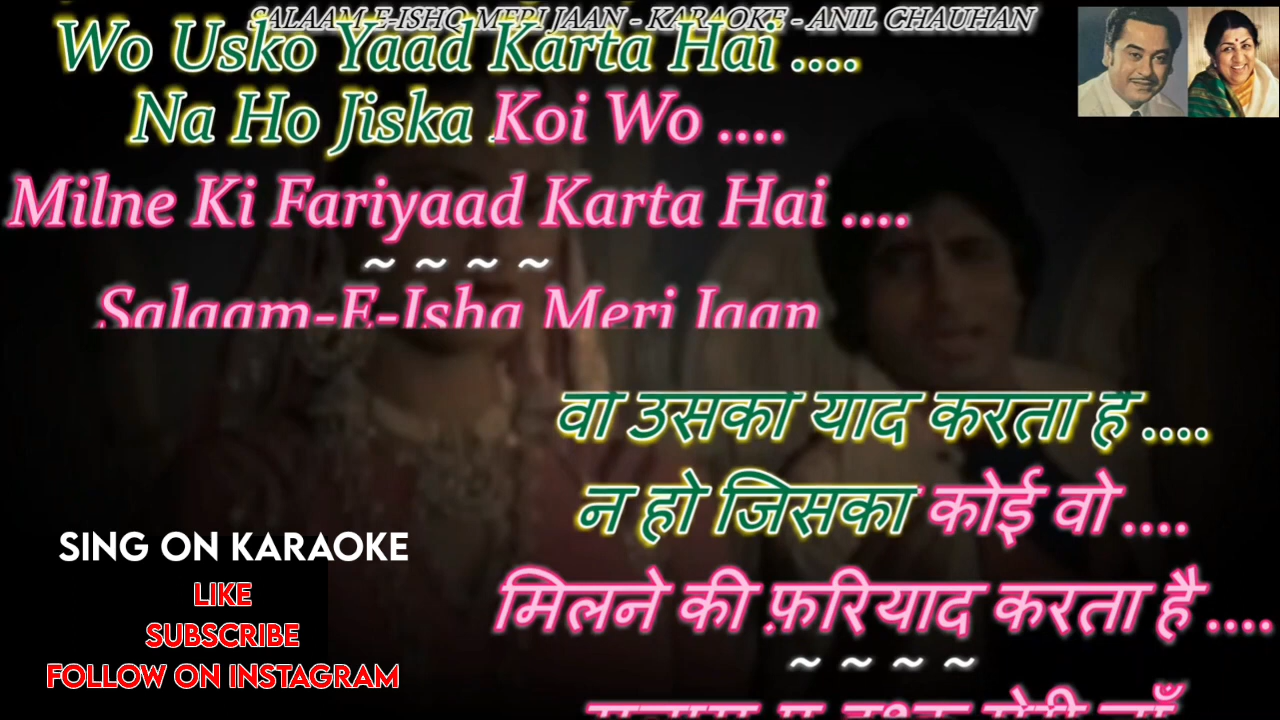 SALAAM-E-ISHQ MERI JAAN - KARAOKE - ANIL CHAUHAN
Wo Usko Yaad Karta Hai ....
Na Ho Jiska Koi Wo ....
Milne Ki Fariyaad Karta Hai ....
~ ~ ~ ~
Salaam-E-Ishq Meri Jaan
वो उसको याद करता है ....
न हो जिसका कोई वो ....
मिलने की फ़रियाद करता है ....
~ ~ ~ ~
SING ON KARAOKE
LIKE
SUBSCRIBE
FOLLOW ON INSTAGRAM